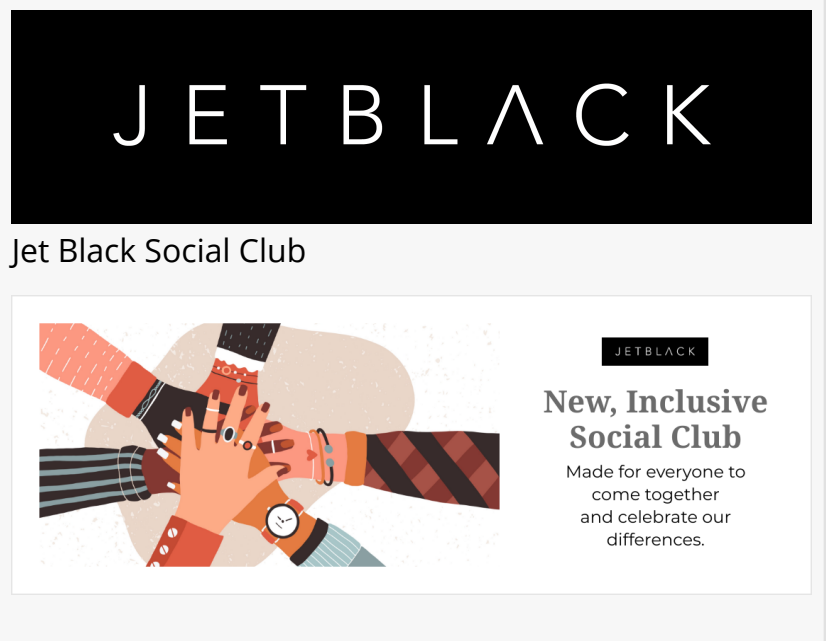 JETBLACK
Jet Black Social Club
JETBLACK
New, Inclusive
Social Club
Made for everyone to
come together
and celebrate our
differences.